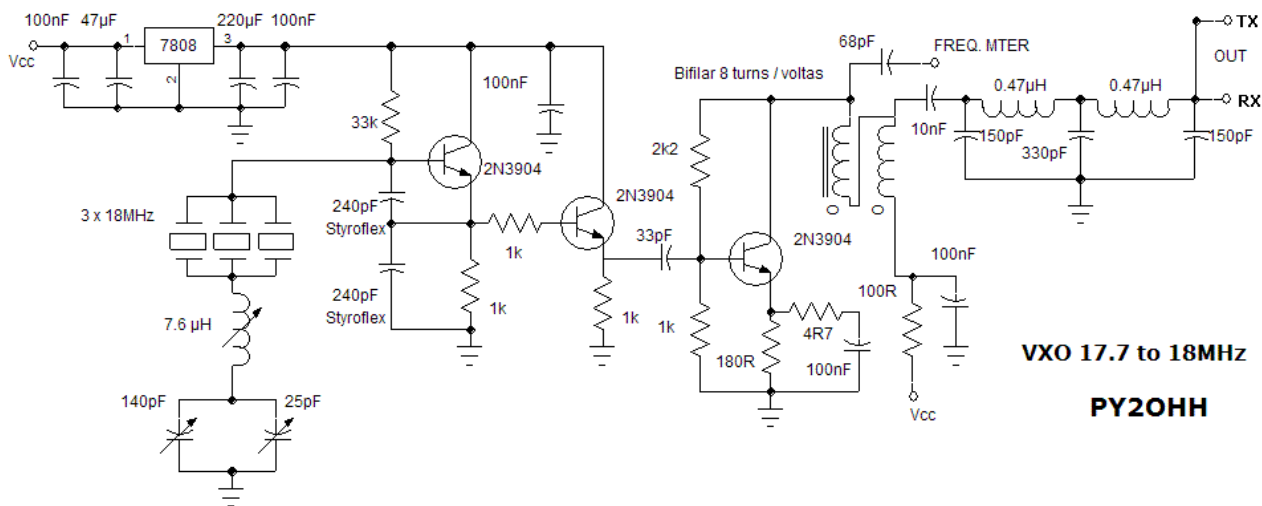 100nF 47µF 220µF 100nF
1 7808 3
2
Vcc
68pF
FREQ. MTER
TX
OUT
RX
Bifilar 8 turns / voltas
0.47µH 0.47µH
100nF
10nF
150pF
330pF
150pF
33k
2k2
2N3904
2N3904
2N3904
3 x 18MHz
240pF
Styroflex
1k
33pF
240pF
Styroflex
1k
1k
1k
7.6 µH
180R
4R7
100nF
100R
100nF
Vcc
140pF 25pF
VXO 17.7 to 18MHz
PY2OHH